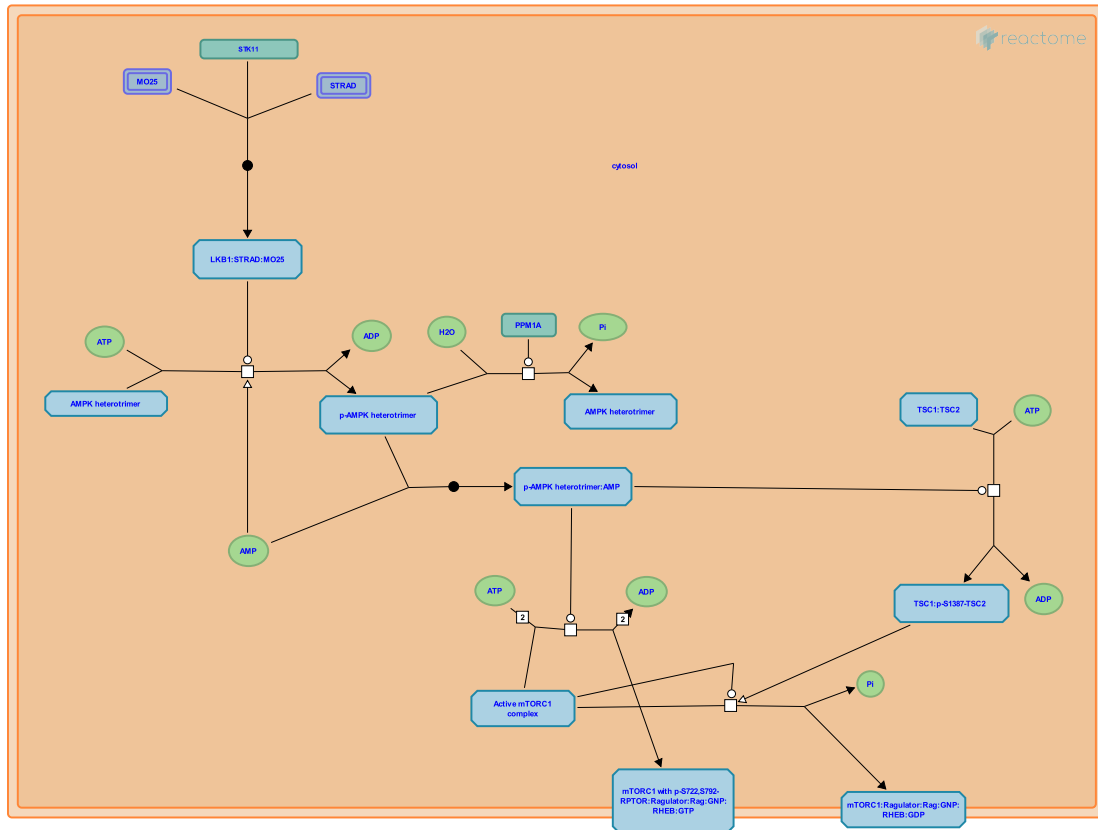 STK11
reactome
MO25
STRAD
cytosol
LKB1:STRAD:MO25
ATP
ADP
H2O
PPM1A
Pi
AMPK heterotrimer
p-AMPK heterotrimer
AMPK heterotrimer
TSC1:TSC2
ATP
p-AMPK heterotrimer:AMP
AMP
ATP
ADP
2
2
TSC1:p-S1387-TSC2
ADP
Active mTORC1
complex
Pi
mTORC1 with p-S722,S792-
RPTOR:Ragulator:Rag:GNP:
RHEB:GTP
mTORC1:Ragulator:Rag:GNP:
RHEB:GDP